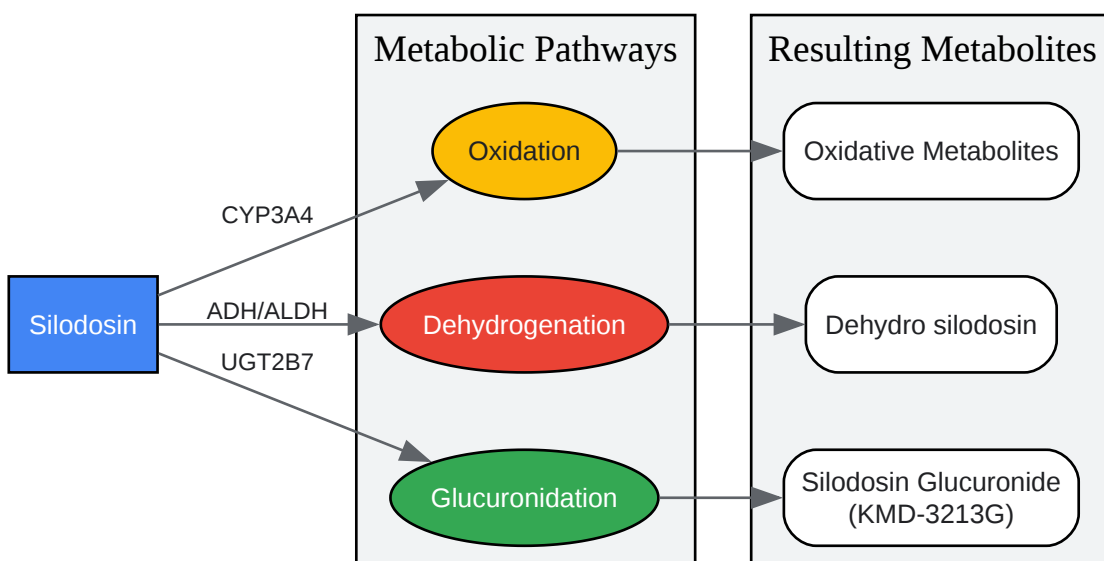 Metabolic Pathways
Resulting Metabolites
Oxidation
Oxidative Metabolites
CYP3A4
Silodosin
ADH/ALDH
Dehydrogenation
Dehydro silodosin
UGT2B7
Glucuronidation
Silodosin Glucuronide
(KMD-3213G)